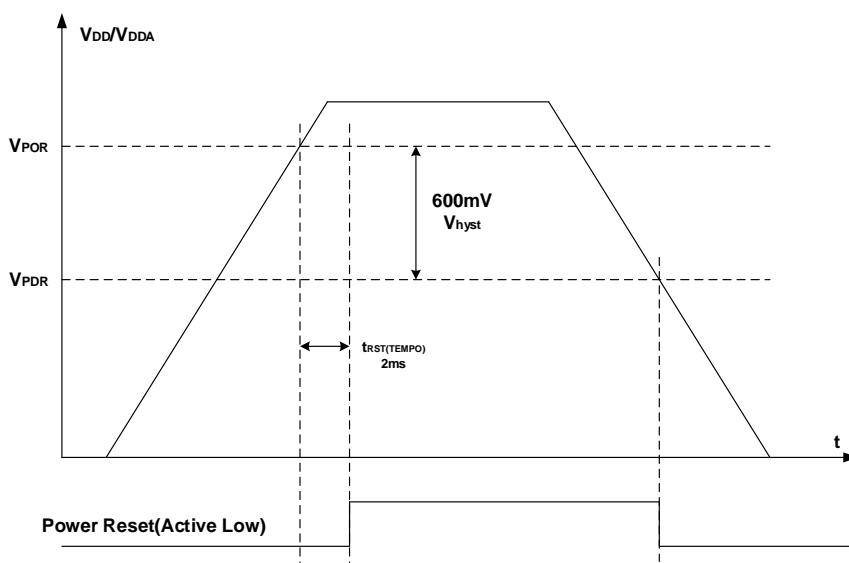 VDD/VDDA
VPOR
600mV
Vhyst
VPDR
tRST(TEMPO)
2ms
t
Power Reset(Active Low)